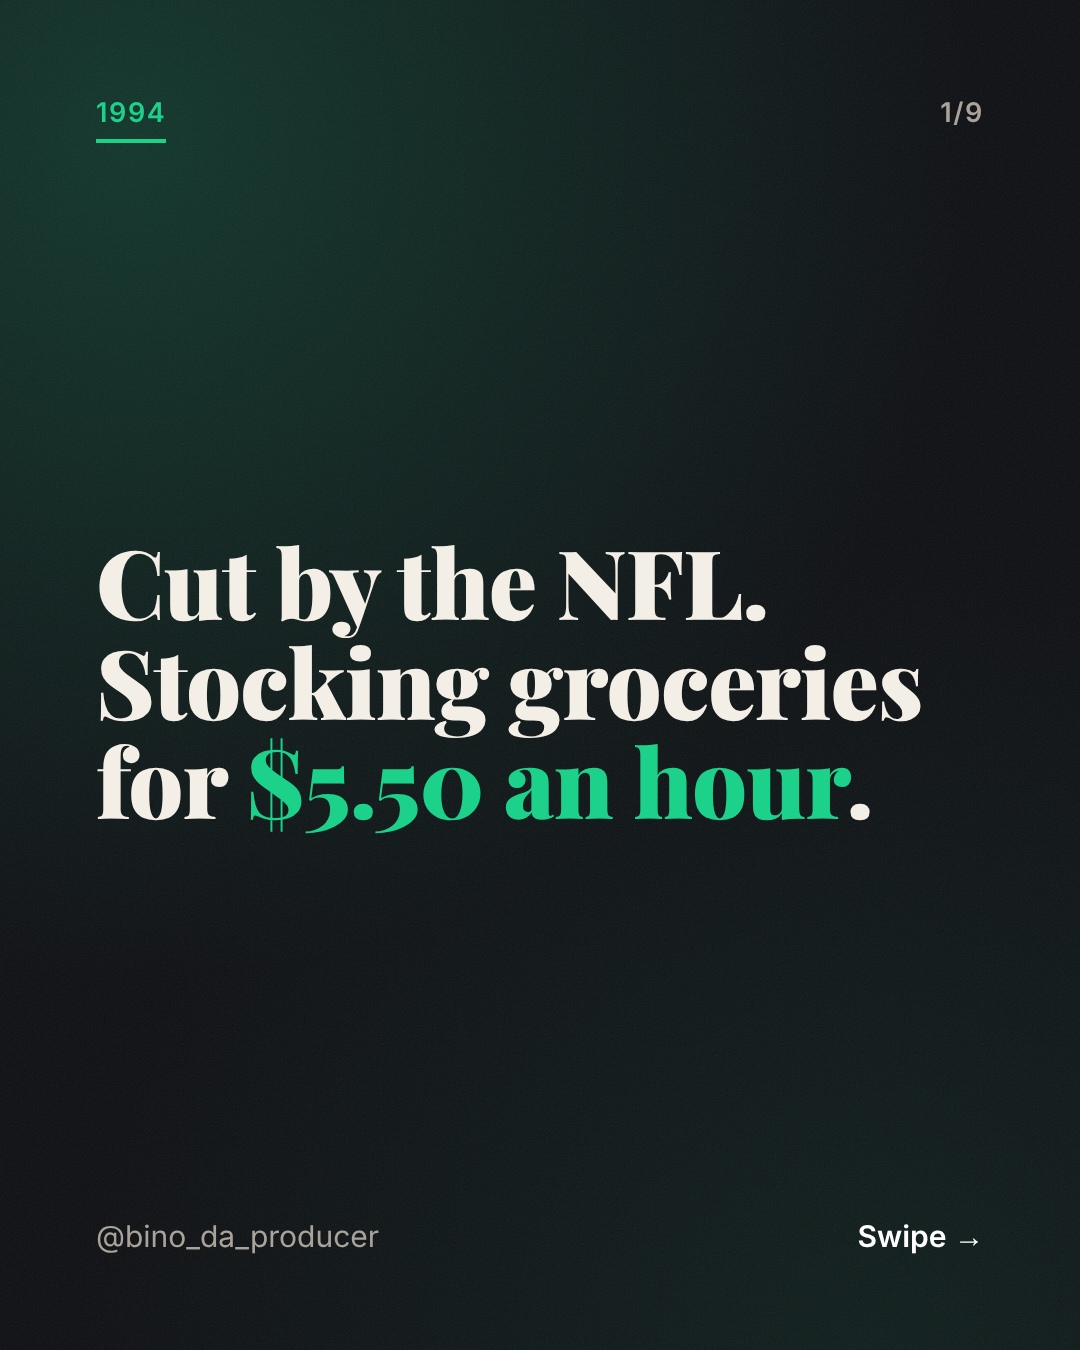 1994
1/9
Cut by the NFL.
Stocking groceries
for $5.50 an hour.
@bino_da_producer
Swipe →